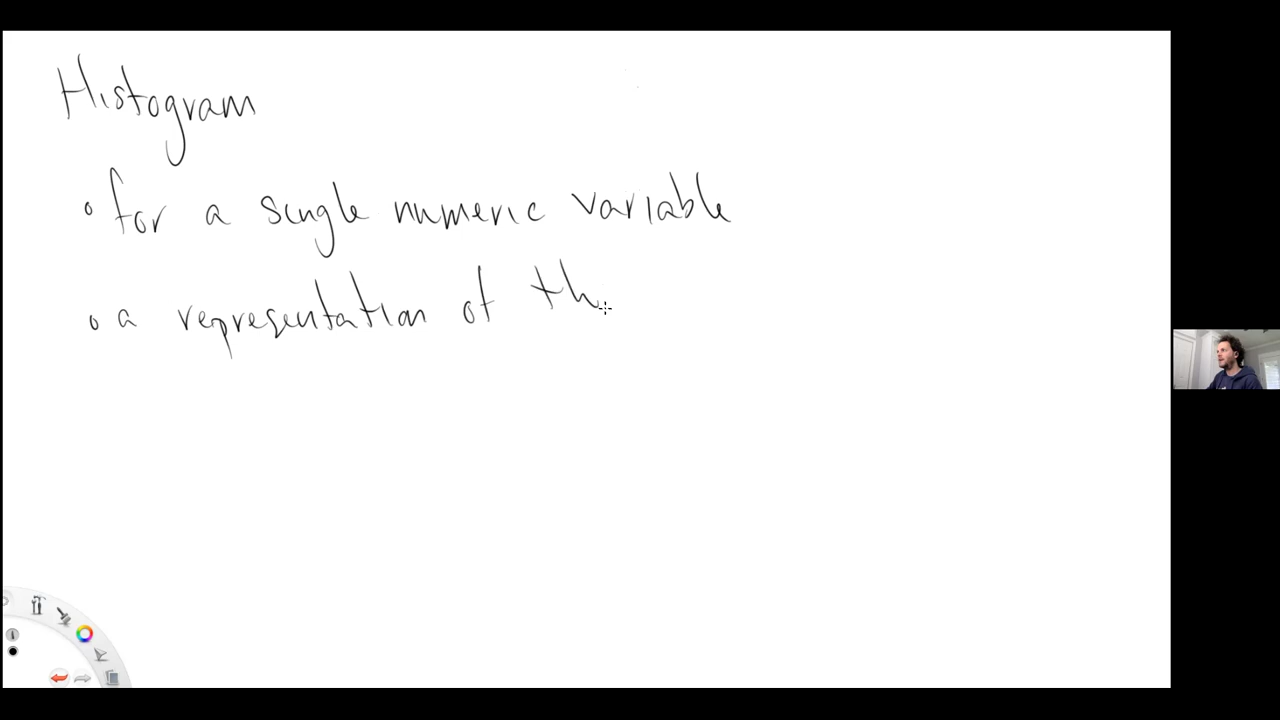 Histogram
• for a single numeric variable
• a representation of th